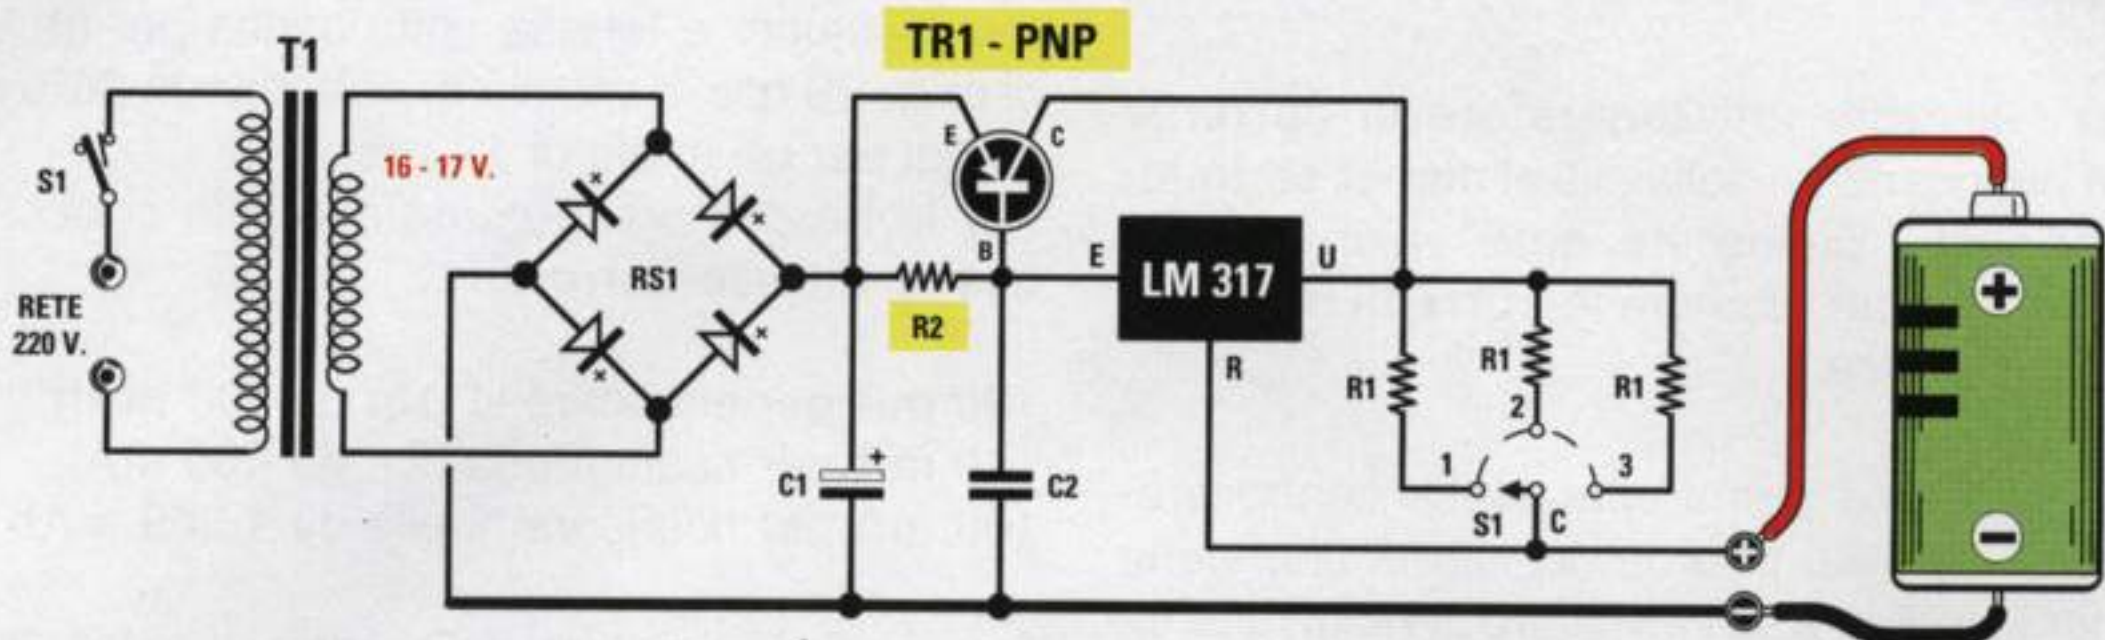 TR1 - PNP
T1
S1
16 - 17 V.
RETE
220 V.
RS1
E
C
B
R2
E
LM 317
U
R
C1
+
C2
R1
R1
R1
1
2
3
S1
C
+
-
+
-